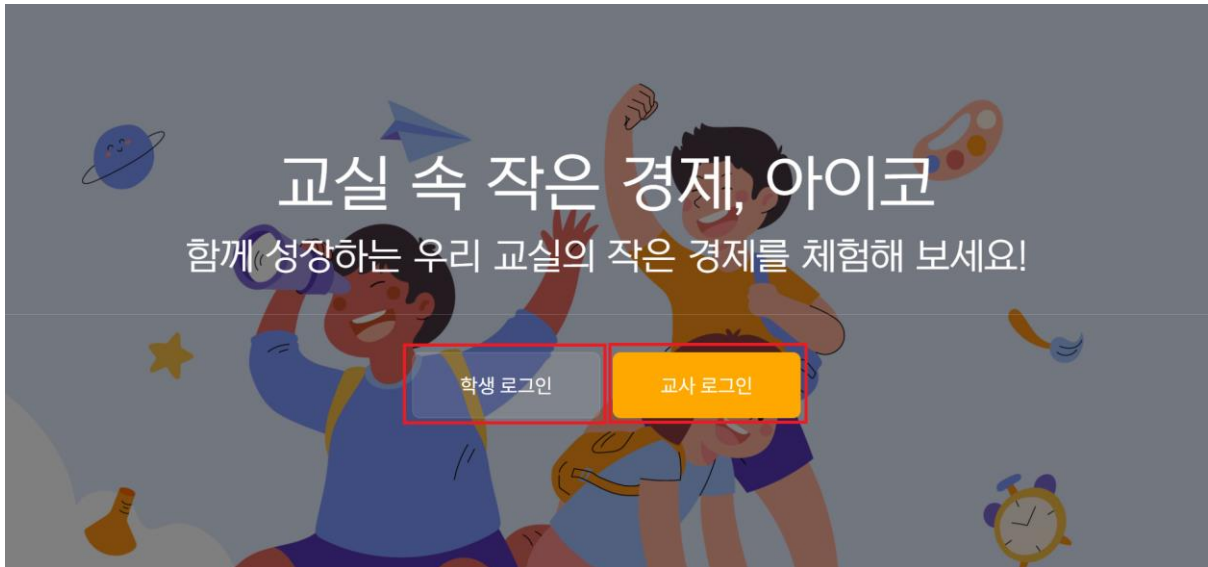 교실 속 작은 경제, 아이코
함께 성장하는 우리 교실의 작은 경제를 체험해 보세요!
학생 로그인
교사 로그인